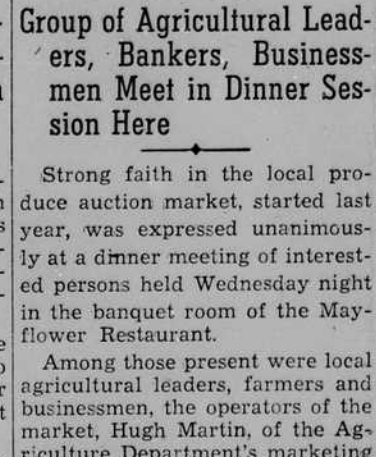 Group of Agricultural Lead-
ers, Bankers, Business-
men Meet in Dinner Ses-
sion Here
Strong faith in the local pro-
duce auction market, started last
year, was expressed unanimous-
ly at a dinner meeting of interest-
ed persons held Wednesday night
in the banquet room of the May-
flower Restaurant.
Among those present were local
agricultural leaders, farmers and
businessmen, the operators of the
market, Hugh Martin, of the Ag-
riculture Department's marketing